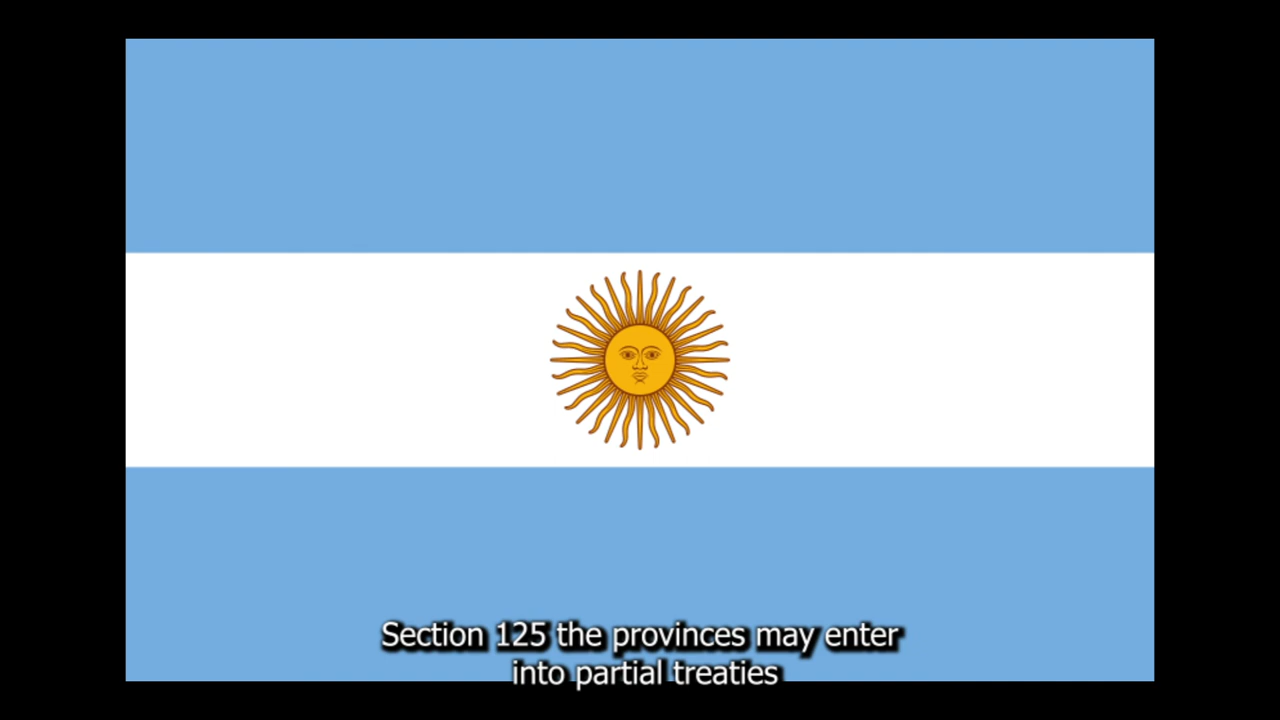 Section 125 the provinces may enter
into partial treaties